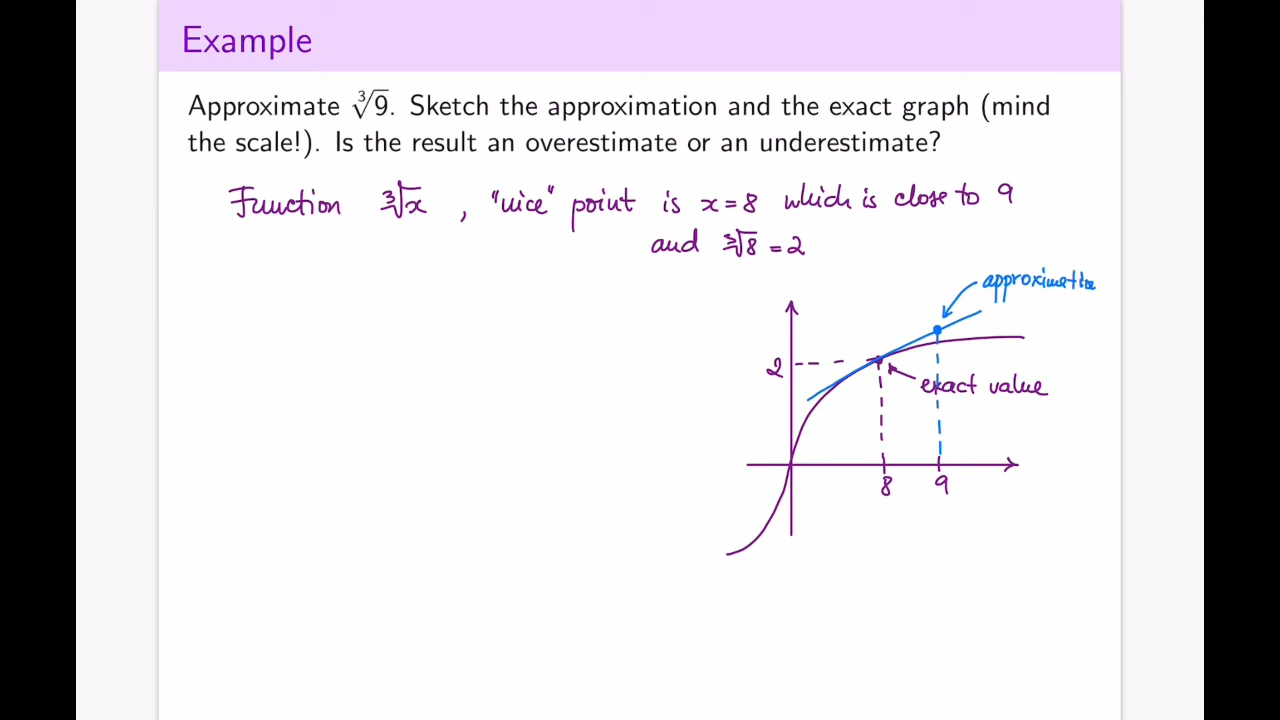 Example
Approximate ∛9. Sketch the approximation and the exact graph (mind
the scale!). Is the result an overestimate or an underestimate?
Function ∛x , "nice" point is x = 8 which is close to 9
and ∛8 = 2
approximation
2
exact value
8 9